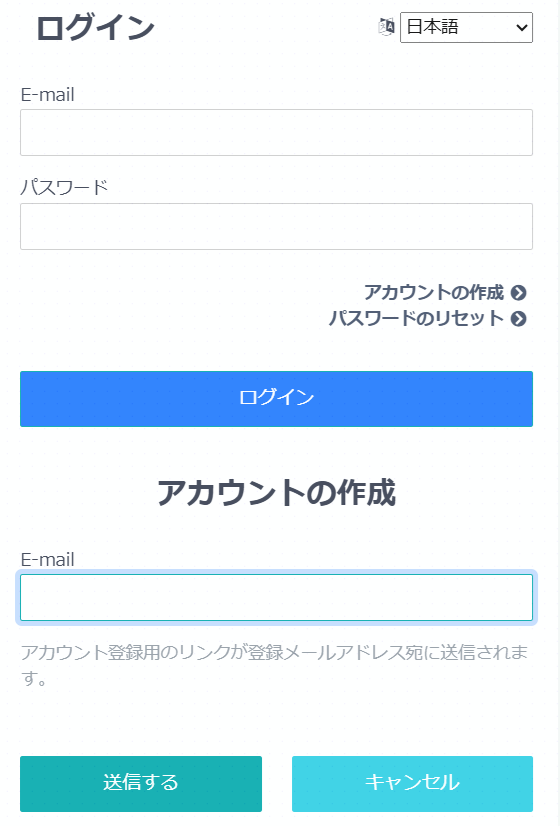 ログイン
日本語
E-mail
パスワード
アカウントの作成
パスワードのリセット
ログイン
アカウントの作成
E-mail
アカウント登録用のリンクが登録メールアドレス宛に送信されま
す。
送信する
キャンセル